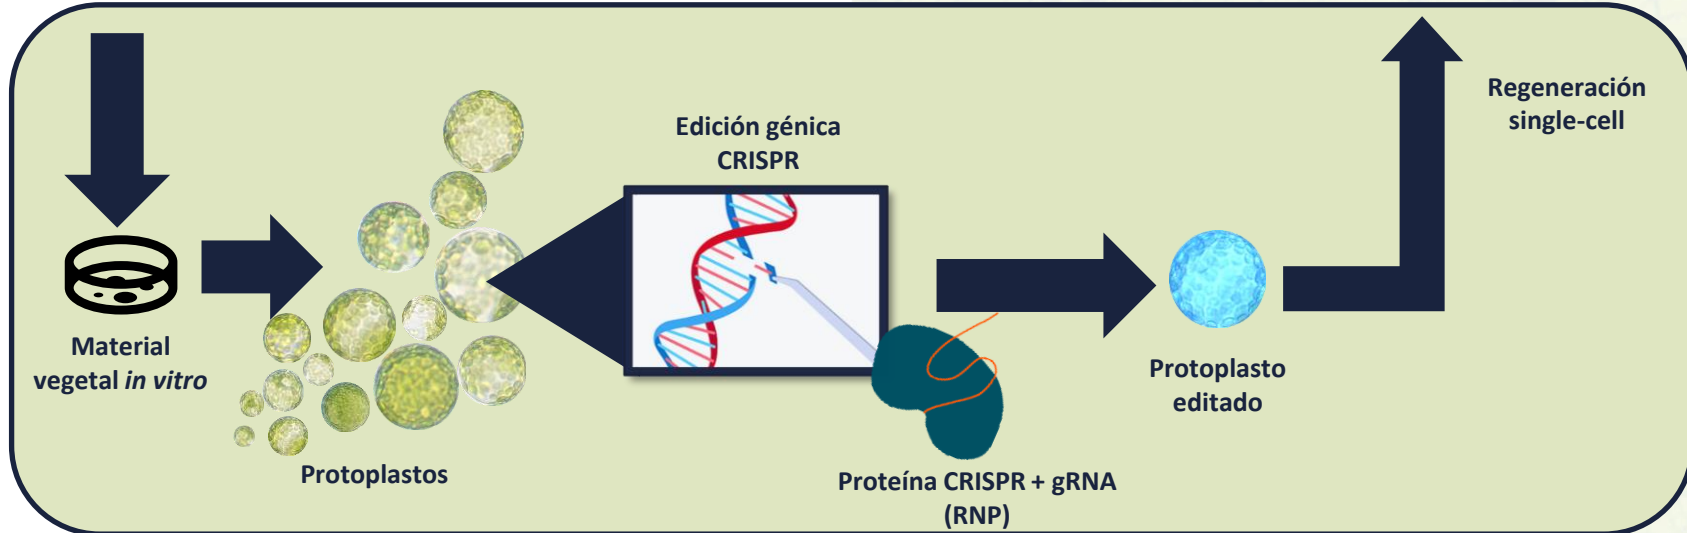 Material
vegetal in vitro
Protoplastos
Edición génica
CRISPR
Proteína CRISPR + gRNA
(RNP)
Protoplasto
editado
Regeneración
single-cell